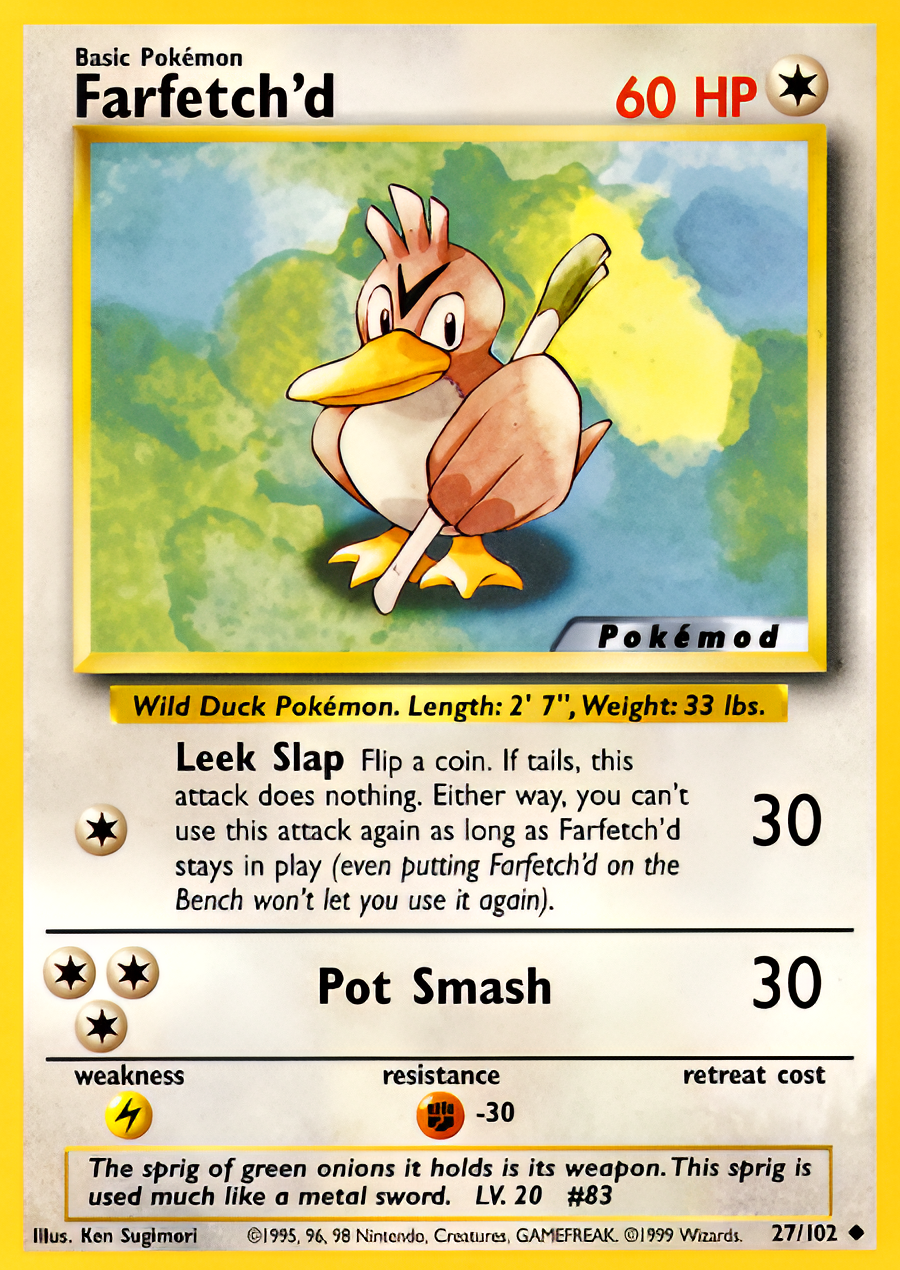 Basic Pokémon
Farfetch'd
60 HP
Pokémod
Wild Duck Pokémon. Length: 2' 7", Weight: 33 lbs.
Leek Slap Flip a coin. If tails, this
attack does nothing. Either way, you can't
use this attack again as long as Farfetch'd
stays in play (even putting Farfetch'd on the
Bench won't let you use it again).
30
Pot Smash
30
weakness
resistance
retreat cost
-30
The sprig of green onions it holds is its weapon. This sprig is
used much like a metal sword. LV. 20 #83
Illus. Ken Sugimori
©1995, 96, 98 Nintendo, Creatures, GAMEFREAK. ©1999 Wizards.
27/102